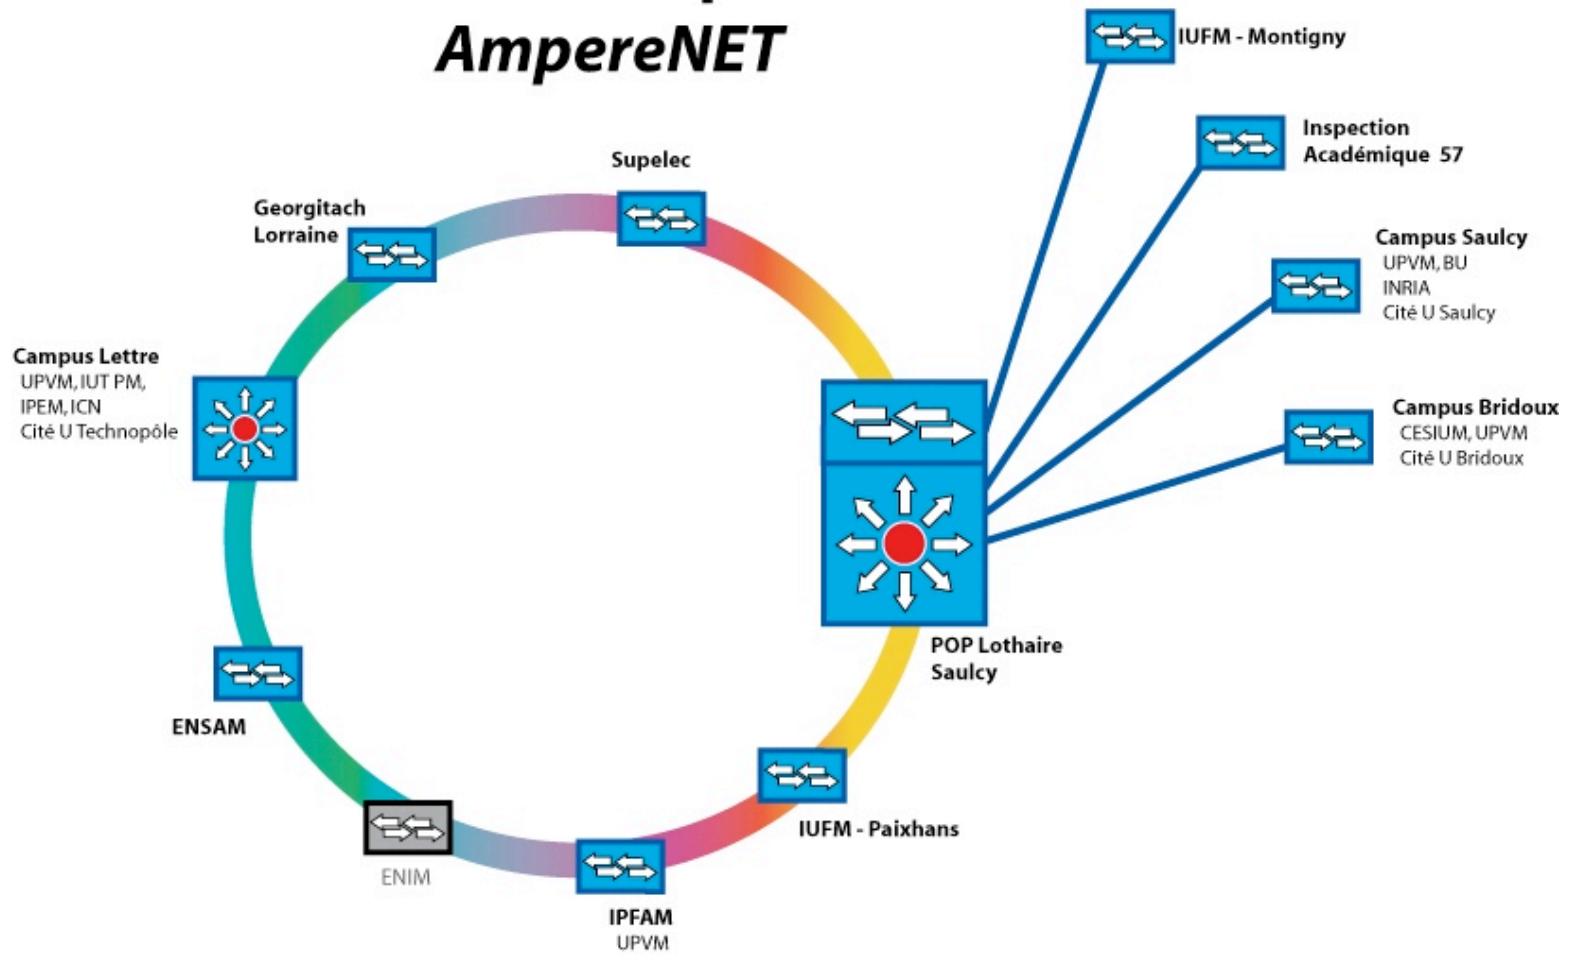 AmpereNET
IUFM - Montigny
Inspection
Académique 57
Supelec
Georgitach
Lorraine
Campus Saulcy
UPVM, BU
INRIA
Cité U Saulcy
Campus Lettre
UPVM, IUT PM,
IPEM, ICN
Cité U Technopôle
Campus Bridoux
CESIUM, UPVM
Cité U Bridoux
POP Lothaire
Saulcy
ENSAM
IUFM - Paixhans
ENIM
IPFAM
UPVM